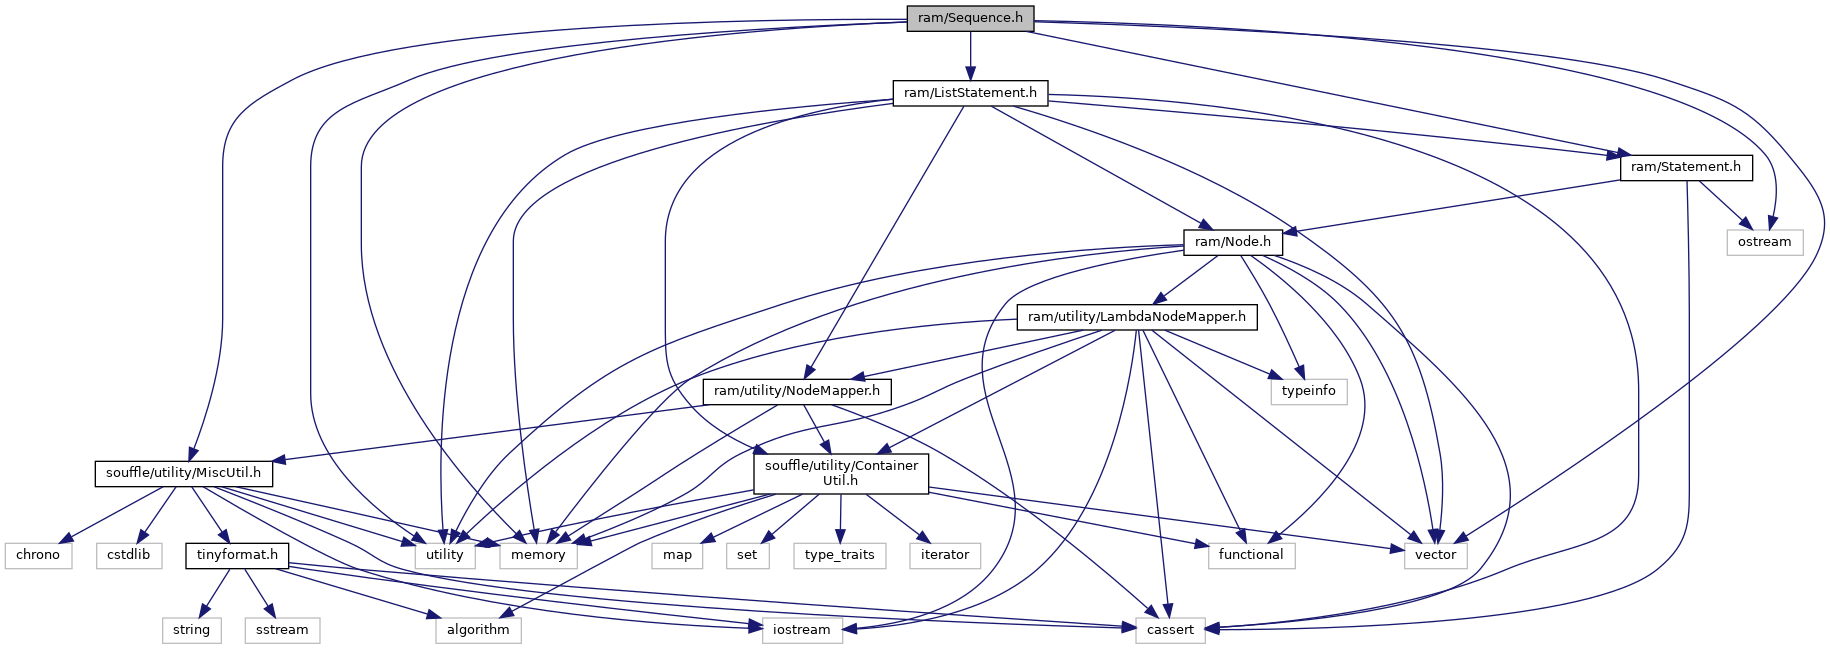 ram/Sequence.h
ram/ListStatement.h
ram/Statement.h
ram/Node.h
ostream
ram/utility/LambdaNodeMapper.h
ram/utility/NodeMapper.h
typeinfo
souffle/utility/MiscUtil.h
souffle/utility/Container
Util.h
chrono
cstdlib
tinyformat.h
utility
memory
map
set
type_traits
iterator
functional
vector
string
sstream
algorithm
iostream
cassert